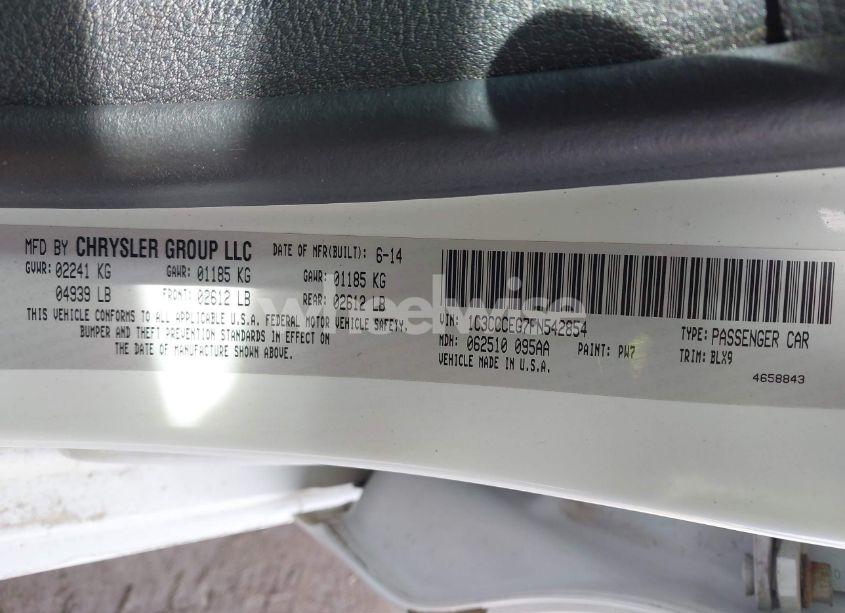 MFD BY CHRYSLER GROUP LLC DATE OF MFR(BUILT): 6-14
GVWR: 02241 KG GAWR: 01185 KG GAWR: 01185 KG
04939 LB FRONT: 02612 LB REAR: 02612 LB
THIS VEHICLE CONFORMS TO ALL APPLICABLE U.S.A. FEDERAL MOTOR VEHICLE SAFETY,
BUMPER AND THEFT PREVENTION STANDARDS IN EFFECT ON
THE DATE OF MANUFACTURE SHOWN ABOVE.
VIN: 1C3CCCEG7FN542854 TYPE: PASSENGER CAR
MDH: 062510 095AA PAINT: PW7 TRIM: BLX9
VEHICLE MADE IN U.S.A.
4658843
wheelwise